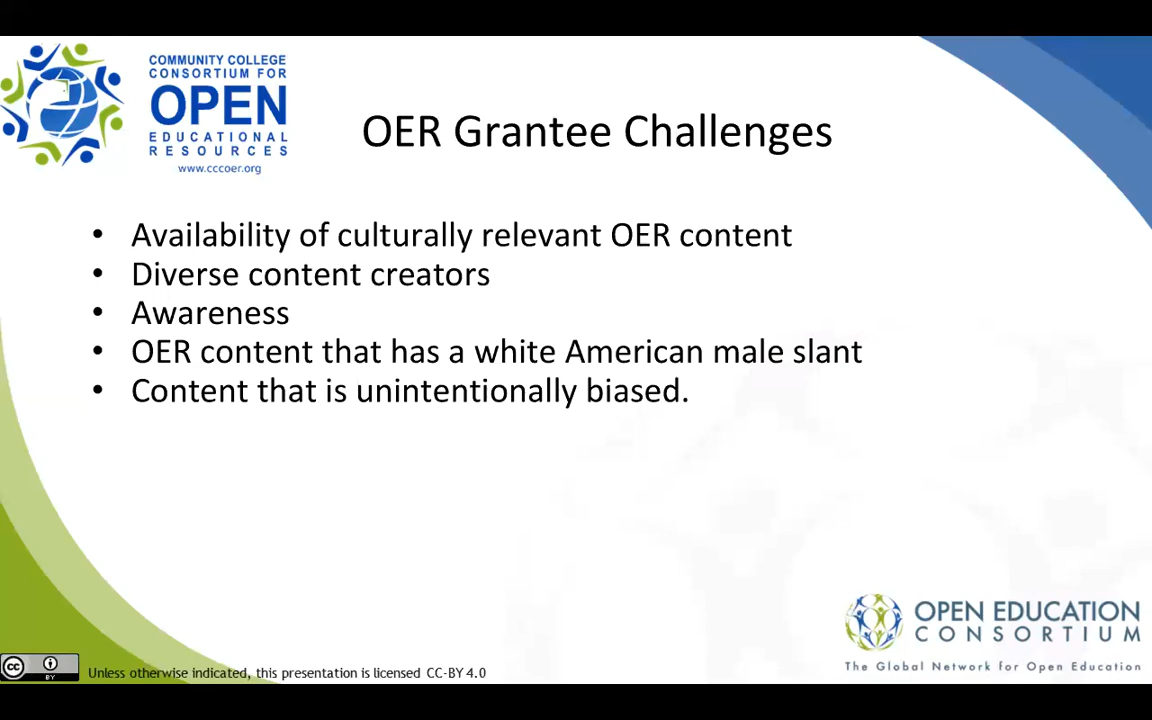 COMMUNITY COLLEGE
CONSORTIUM FOR
OPEN
EDUCATIONAL
RESOURCES
www.cccoer.org
OER Grantee Challenges
• Availability of culturally relevant OER content
• Diverse content creators
• Awareness
• OER content that has a white American male slant
• Content that is unintentionally biased.
OPEN EDUCATION
CONSORTIUM
The Global Network for Open Education
cc BY
Unless otherwise indicated, this presentation is licensed CC-BY 4.0